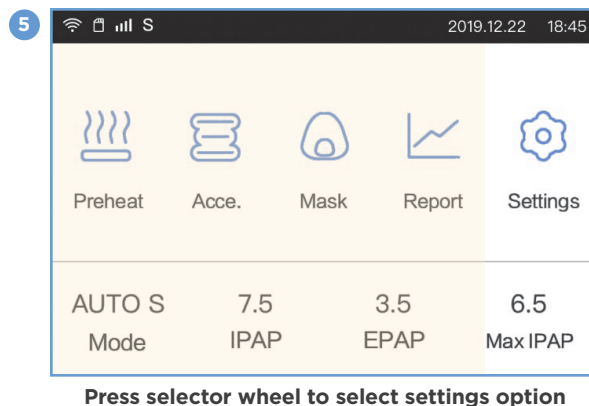 5
S 2019.12.22 18:45
Preheat Acce. Mask Report Settings
AUTO S 7.5 3.5 6.5
Mode IPAP EPAP Max IPAP
Press selector wheel to select settings option